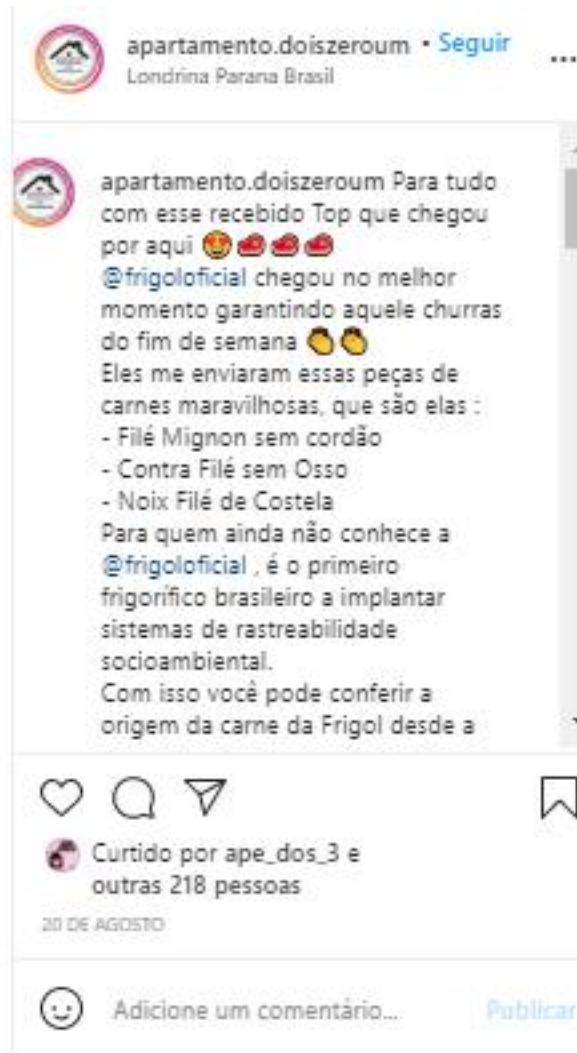 apartamento.doiszeroum • Seguir
Londrina Parana Brasil
apartamento.doiszeroum Para tudo
com esse recebido Top que chegou
por aqui 🤩🥩🥩🥩
@frigoloficial chegou no melhor
momento garantindo aquele churras
do fim de semana 👏👏
Eles me enviaram essas peças de
carnes maravilhosas, que são elas :
- Filé Mignon sem cordão
- Contra Filé sem Osso
- Noix Filé de Costela
Para quem ainda não conhece a
@frigoloficial , é o primeiro
frigorífico brasileiro a implantar
sistemas de rastreabilidade
socioambiental.
Com isso você pode conferir a
origem da carne da Frigol desde a
Curtido por ape_dos_3 e
outras 218 pessoas
20 DE AGOSTO
Adicione um comentário... Publicar